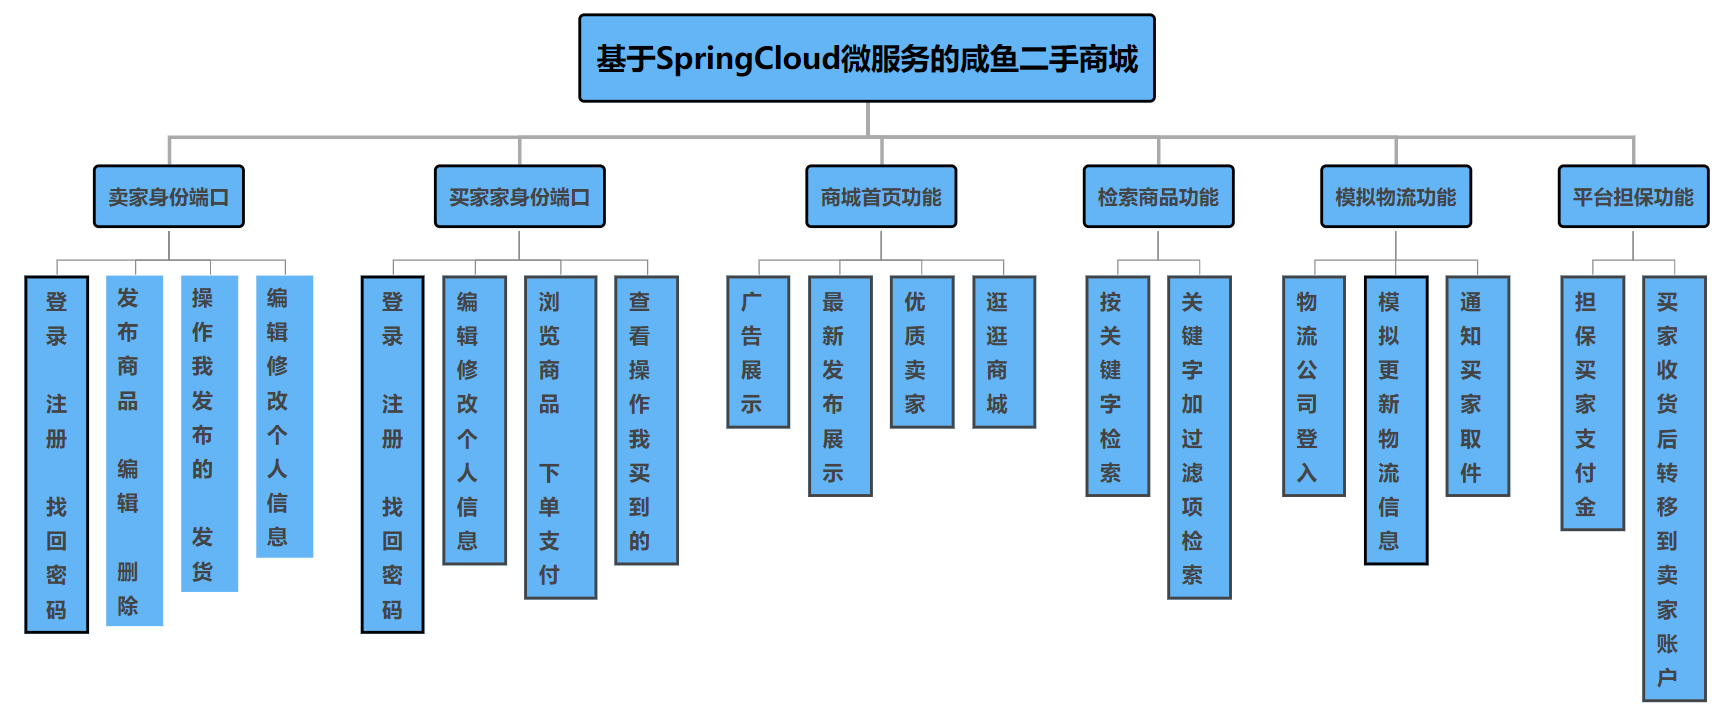 基于SpringCloud微服务的咸鱼二手商城
卖家身份端口
买家家身份端口
商城首页功能
检索商品功能
模拟物流功能
平台担保功能
登录 注册 找回密码
发布商品 编辑 删除
操作我发布的 发货
编辑修改个人信息
登录 注册 找回密码
编辑修改个人信息
浏览商品 下单支付
查看操作我买到的
广告展示
最新发布展示
优质卖家
逛逛商城
按关键字检索
关键字加过滤项检索
物流公司登入
模拟更新物流信息
通知买家取件
担保买家支付金
买家收货后转移到卖家账户